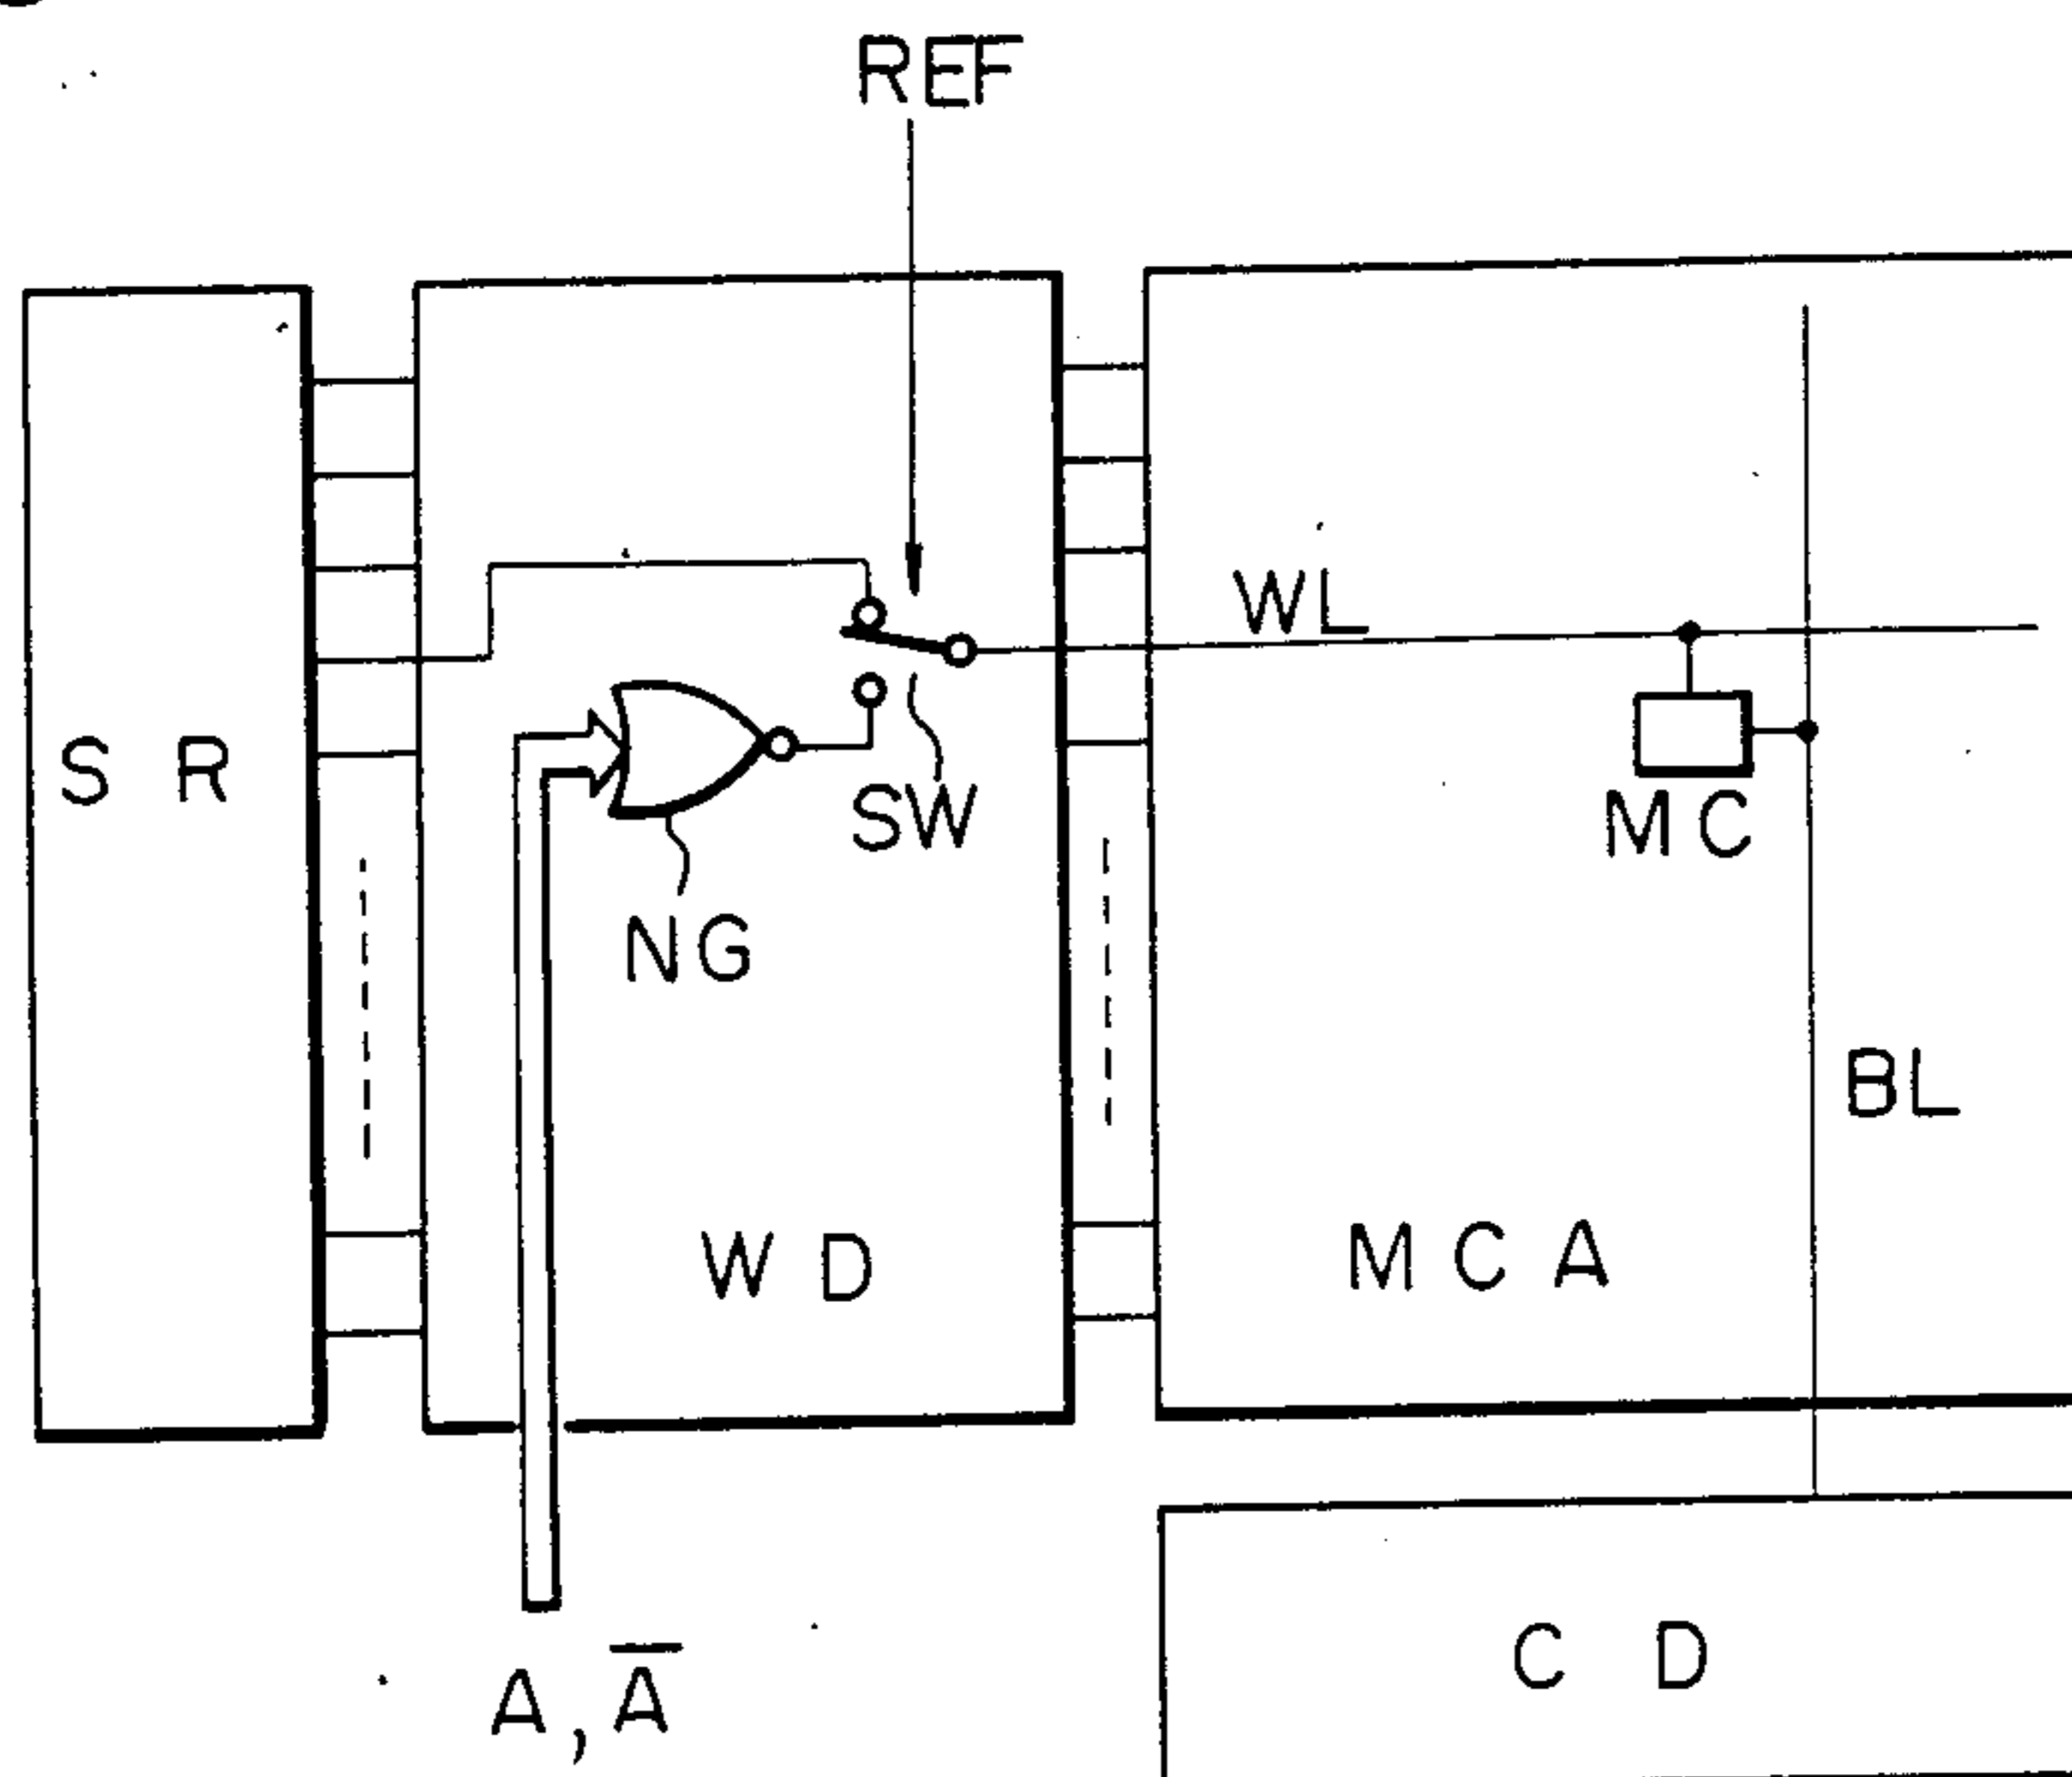 REF
WL
S R
SW
MC
NG
BL
W D
M C A
C D
A, A̅